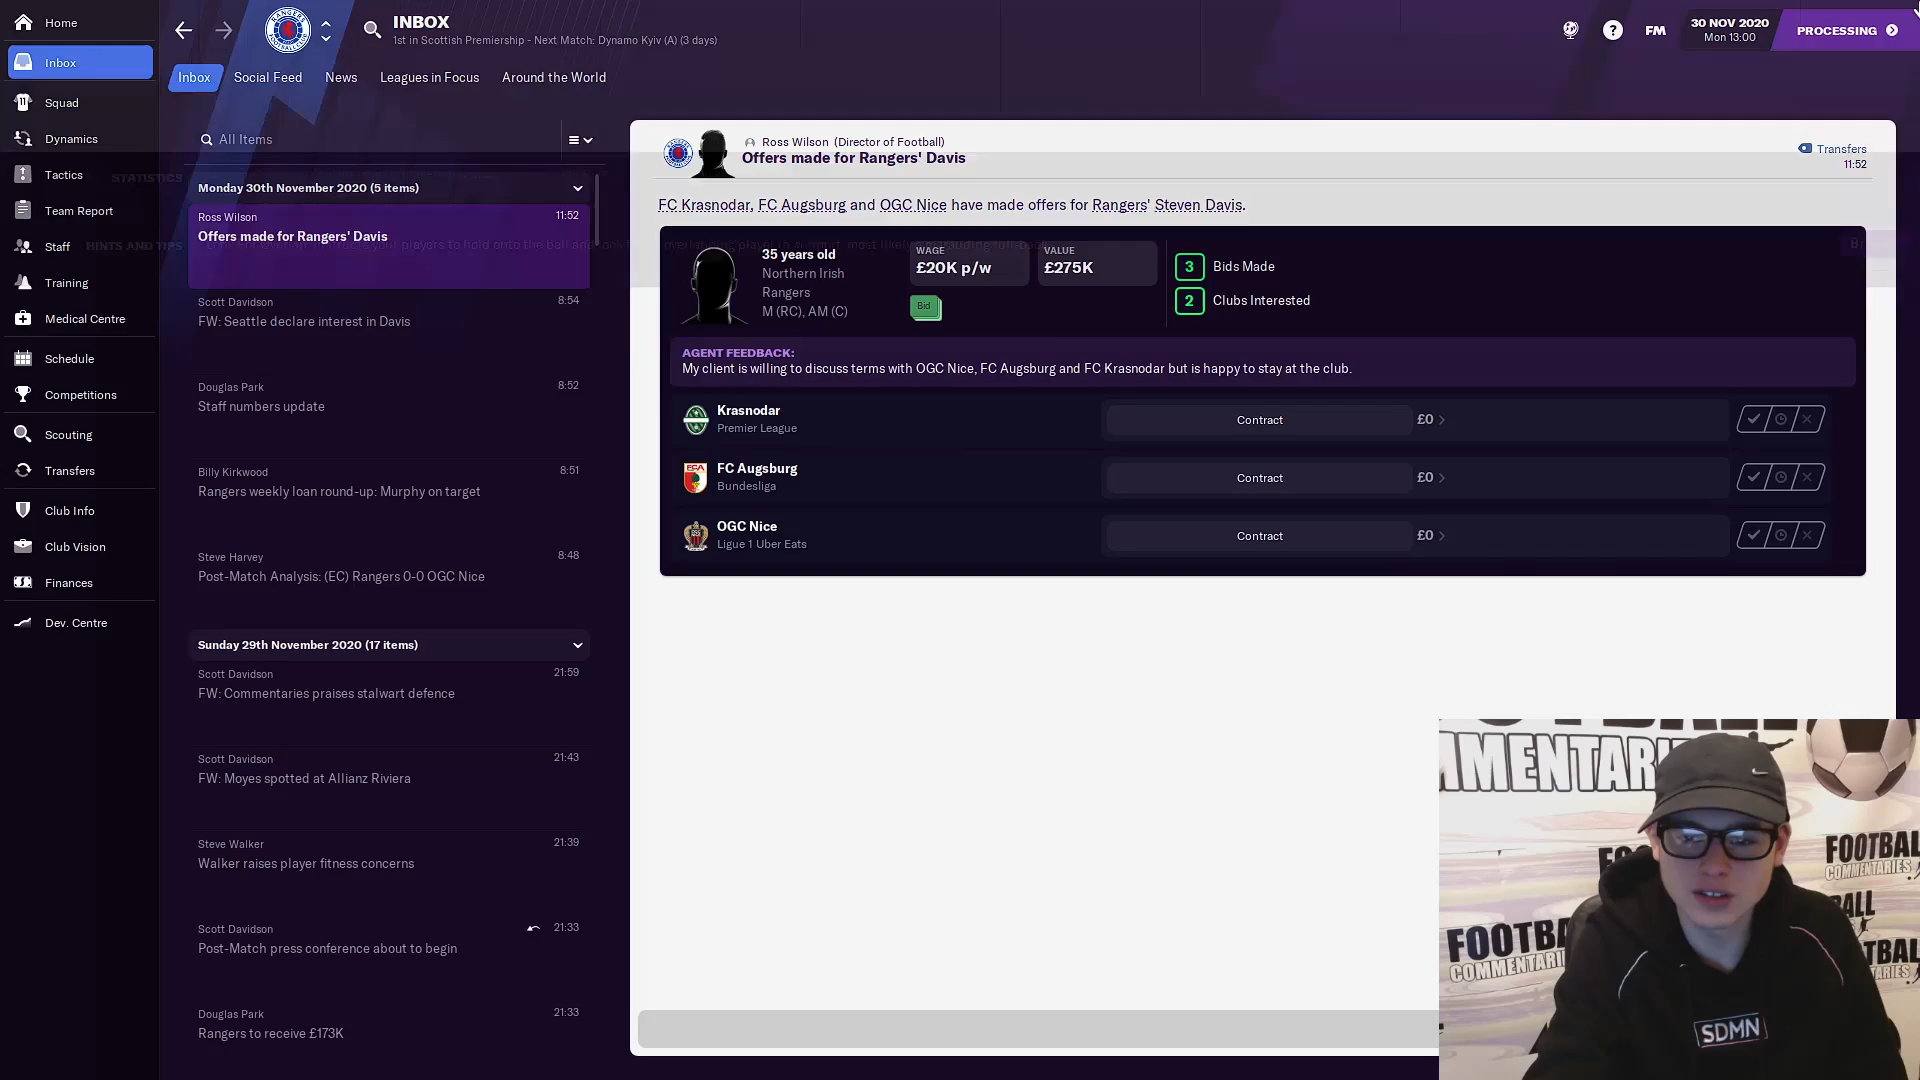 Home
Inbox
Squad
Dynamics
Tactics
Team Report
Staff
Training
Medical Centre
Schedule
Competitions
Scouting
Transfers
Club Info
Club Vision
Finances
Dev. Centre
INBOX
1st in Scottish Premiership - Next Match: Dynamo Kyiv (A) (3 days)
FM
30 NOV 2020
Mon 13:00
PROCESSING
Inbox Social Feed News Leagues in Focus Around the World
All Items
STATISTICS
HINTS AND TIPS
Monday 30th November 2020 (5 items)
Ross Wilson 11:52
Offers made for Rangers' Davis
Scott Davidson 8:54
FW: Seattle declare interest in Davis
Douglas Park 8:52
Staff numbers update
Billy Kirkwood 8:51
Rangers weekly loan round-up: Murphy on target
Steve Harvey 8:48
Post-Match Analysis: (EC) Rangers 0-0 OGC Nice
Sunday 29th November 2020 (17 items)
Scott Davidson 21:59
FW: Commentaries praises stalwart defence
Scott Davidson 21:43
FW: Moyes spotted at Allianz Riviera
Steve Walker 21:39
Walker raises player fitness concerns
Scott Davidson 21:33
Post-Match press conference about to begin
Douglas Park 21:33
Rangers to receive £173K
Ross Wilson (Director of Football)
Offers made for Rangers' Davis
Transfers
11:52
FC Krasnodar, FC Augsburg and OGC Nice have made offers for Rangers' Steven Davis.
35 years old
Northern Irish
Rangers
M (RC), AM (C)
WAGE
£20K p/w
VALUE
£275K
Bid
3 Bids Made
2 Clubs Interested
AGENT FEEDBACK:
My client is willing to discuss terms with OGC Nice, FC Augsburg and FC Krasnodar but is happy to stay at the club.
Krasnodar
Premier League
Contract £0
FC Augsburg
Bundesliga
Contract £0
OGC Nice
Ligue 1 Uber Eats
Contract £0
FOOTBALL
COMMENTARIES
SDMN